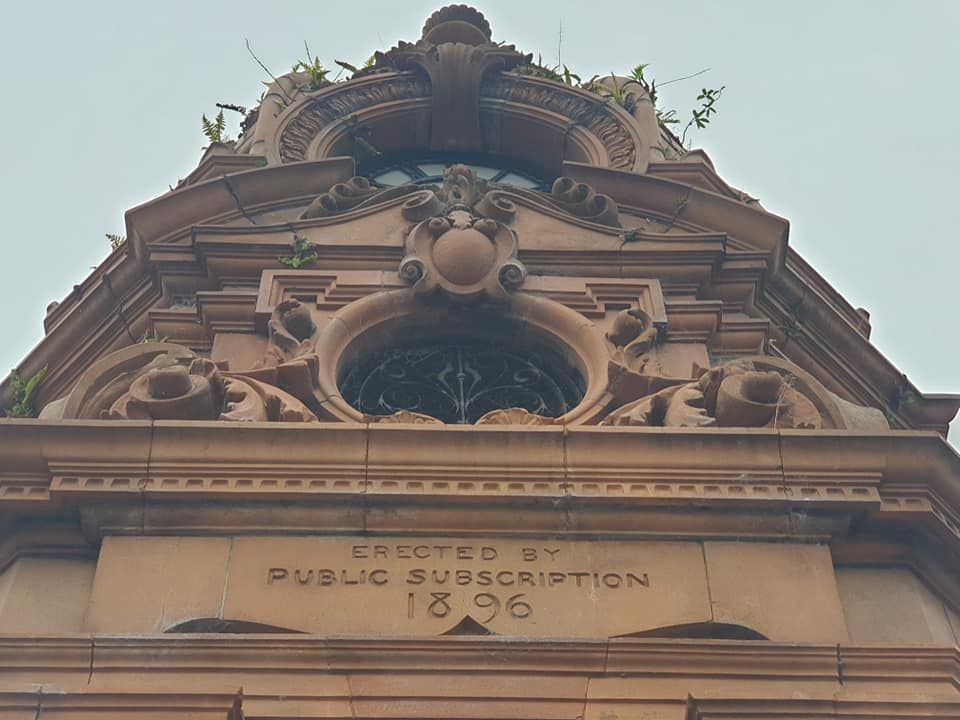 ERECTED BY
PUBLIC SUBSCRIPTION
1896